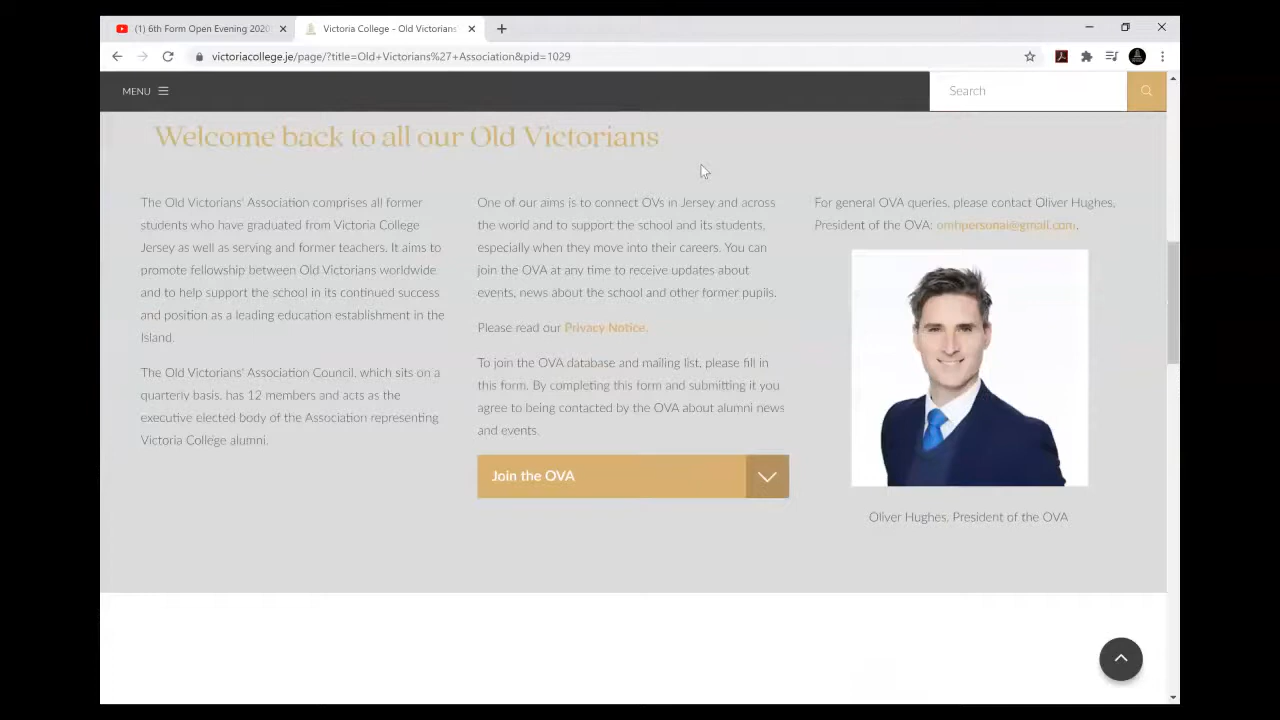 (1) 6th Form Open Evening 2020
Victoria College - Old Victorians
victoriacollege.je/page/?title=Old+Victorians%27+Association&pid=1029
MENU
Search
Welcome back to all our Old Victorians
The Old Victorians' Association comprises all former
students who have graduated from Victoria College
Jersey as well as serving and former teachers. It aims to
promote fellowship between Old Victorians worldwide
and to help support the school in its continued success
and position as a leading education establishment in the
Island.
The Old Victorians' Association Council, which sits on a
quarterly basis, has 12 members and acts as the
executive elected body of the Association representing
Victoria College alumni.
One of our aims is to connect OVs in Jersey and across
the world and to support the school and its students,
especially when they move into their careers. You can
join the OVA at any time to receive updates about
events, news about the school and other former pupils.
Please read our Privacy Notice.
To join the OVA database and mailing list, please fill in
this form. By completing this form and submitting it you
agree to being contacted by the OVA about alumni news
and events.
Join the OVA
For general OVA queries, please contact Oliver Hughes,
President of the OVA: omhpersonal@gmail.com.
Oliver Hughes, President of the OVA